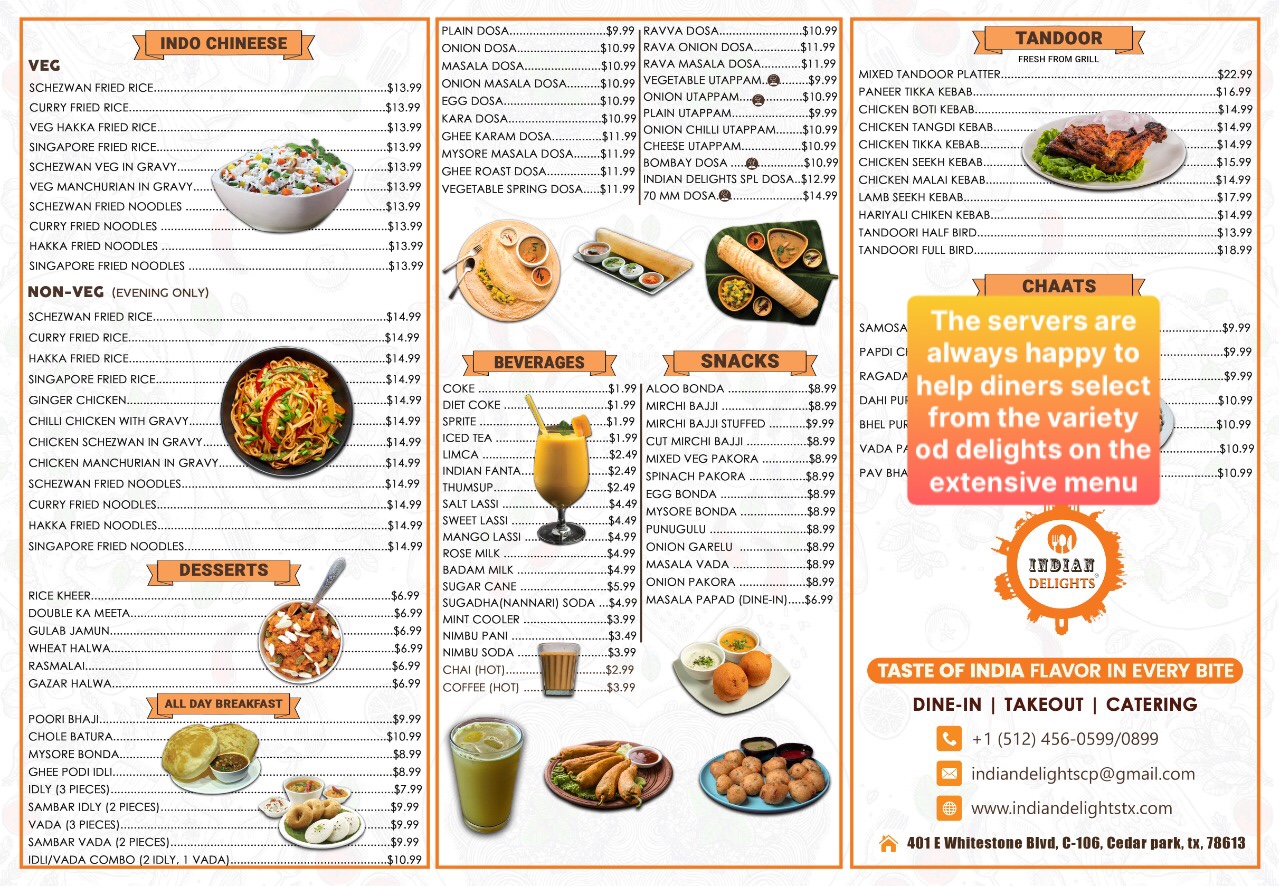 INDO CHINEESE
VEG
SCHEZWAN FRIED RICE $13.99
CURRY FRIED RICE $13.99
VEG HAKKA FRIED RICE $13.99
SINGAPORE FRIED RICE $13.99
SCHEZWAN VEG IN GRAVY $13.99
VEG MANCHURIAN IN GRAVY $13.99
SCHEZWAN FRIED NOODLES $13.99
CURRY FRIED NOODLES $13.99
HAKKA FRIED NOODLES $13.99
SINGAPORE FRIED NOODLES $13.99
NON-VEG (EVENING ONLY)
SCHEZWAN FRIED RICE $14.99
CURRY FRIED RICE $14.99
HAKKA FRIED RICE $14.99
SINGAPORE FRIED RICE $14.99
GINGER CHICKEN $14.99
CHILLI CHICKEN WITH GRAVY $14.99
CHICKEN SCHEZWAN IN GRAVY $14.99
CHICKEN MANCHURIAN IN GRAVY $14.99
SCHEZWAN FRIED NOODLES $14.99
CURRY FRIED NOODLES $14.99
HAKKA FRIED NOODLES $14.99
SINGAPORE FRIED NOODLES $14.99
DESSERTS
RICE KHEER $6.99
DOUBLE KA MEETA $6.99
GULAB JAMUN $6.99
WHEAT HALWA $6.99
RASMALAI $6.99
GAZAR HALWA $6.99
ALL DAY BREAKFAST
POORI BHAJI $9.99
CHOLE BATURA $10.99
MYSORE BONDA $8.99
GHEE PODI IDLI $8.99
IDLY (3 PIECES) $7.99
SAMBAR IDLY (2 PIECES) $9.99
VADA (3 PIECES) $9.99
SAMBAR VADA (2 PIECES) $9.99
IDLI/VADA COMBO (2 IDLY, 1 VADA) $10.99
PLAIN DOSA $9.99
ONION DOSA $10.99
MASALA DOSA $10.99
ONION MASALA DOSA $10.99
EGG DOSA $10.99
KARA DOSA $10.99
GHEE KARAM DOSA $11.99
MYSORE MASALA DOSA $11.99
GHEE ROAST DOSA $11.99
VEGETABLE SPRING DOSA $11.99
RAVVA DOSA $10.99
RAVA ONION DOSA $11.99
RAVA MASALA DOSA $11.99
VEGETABLE UTAPPAM $9.99
ONION UTAPPAM $10.99
PLAIN UTAPPAM $9.99
ONION CHILLI UTAPPAM $10.99
CHEESE UTAPPAM $10.99
BOMBAY DOSA $10.99
INDIAN DELIGHTS SPL DOSA $12.99
70 MM DOSA $14.99
BEVERAGES
COKE $1.99
DIET COKE $1.99
SPRITE $1.99
ICED TEA $1.99
LIMCA $2.49
INDIAN FANTA $2.49
THUMSUP $2.49
SALT LASSI $4.49
SWEET LASSI $4.49
MANGO LASSI $4.99
ROSE MILK $4.99
BADAM MILK $4.99
SUGAR CANE $5.99
SUGADHA(NANNARI) SODA $4.99
MINT COOLER $3.99
NIMBU PANI $3.49
NIMBU SODA $3.99
CHAI (HOT) $2.99
COFFEE (HOT) $3.99
SNACKS
ALOO BONDA $8.99
MIRCHI BAJJI $8.99
MIRCHI BAJJI STUFFED $9.99
CUT MIRCHI BAJJI $8.99
MIXED VEG PAKORA $8.99
SPINACH PAKORA $8.99
EGG BONDA $8.99
MYSORE BONDA $8.99
PUNUGULU $8.99
ONION GARELU $8.99
MASALA VADA $8.99
ONION PAKORA $8.99
MASALA PAPAD (DINE-IN) $6.99
TANDOOR
FRESH FROM GRILL
MIXED TANDOOR PLATTER $22.99
PANEER TIKKA KEBAB $16.99
CHICKEN BOTI KEBAB $14.99
CHICKEN TANGDI KEBAB $14.99
CHICKEN TIKKA KEBAB $14.99
CHICKEN SEEKH KEBAB $15.99
CHICKEN MALAI KEBAB $14.99
LAMB SEEKH KEBAB $17.99
HARIYALI CHIKEN KEBAB $14.99
TANDOORI HALF BIRD $13.99
TANDOORI FULL BIRD $18.99
CHAATS
SAMOSA $9.99
PAPDI $9.99
RAGADA $9.99
DAHI $10.99
BHEL $10.99
VADA $10.99
PAV $10.99
The servers are
always happy to
help diners select
from the variety
od delights on the
extensive menu
INDIAN
DELIGHTS
TASTE OF INDIA FLAVOR IN EVERY BITE
DINE-IN | TAKEOUT | CATERING
+1 (512) 456-0599/0899
indiandelightscp@gmail.com
www.indiandelightstx.com
401 E Whitestone Blvd, C-106, Cedar park, tx, 78613